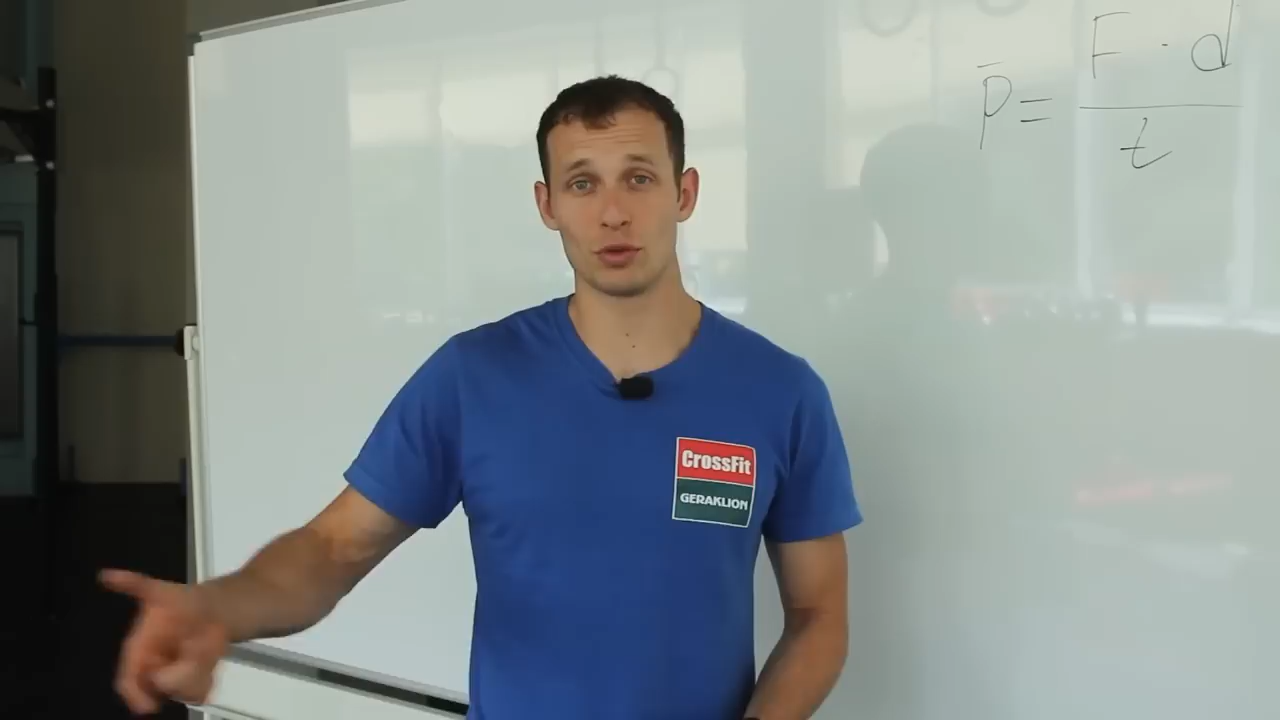 p̄ = F · d
t
CrossFit
GERAKLION